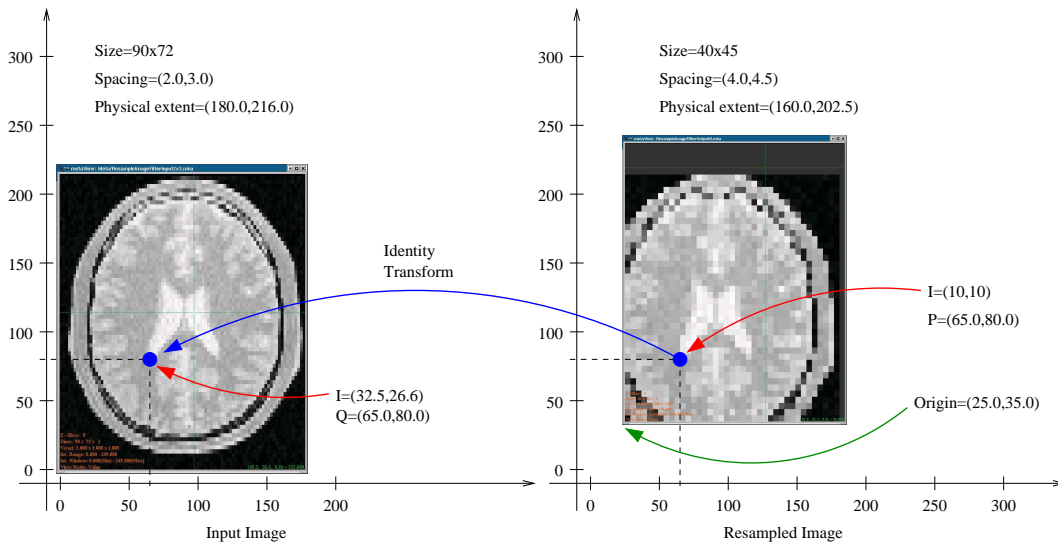 Size=90x72
Spacing=(2.0,3.0)
Physical extent=(180.0,216.0)
300
250
200
150
100
50
0
0 50 100 150 200
Input Image
metaView: MetaResampleImageFilterInput2x3.mha
Identity
Transform
I=(32.5,26.6)
Q=(65.0,80.0)
Size=40x45
Spacing=(4.0,4.5)
Physical extent=(160.0,202.5)
300
250
200
150
100
50
0
0 50 100 150 200 250 300
Resampled Image
I=(10,10)
P=(65.0,80.0)
Origin=(25.0,35.0)